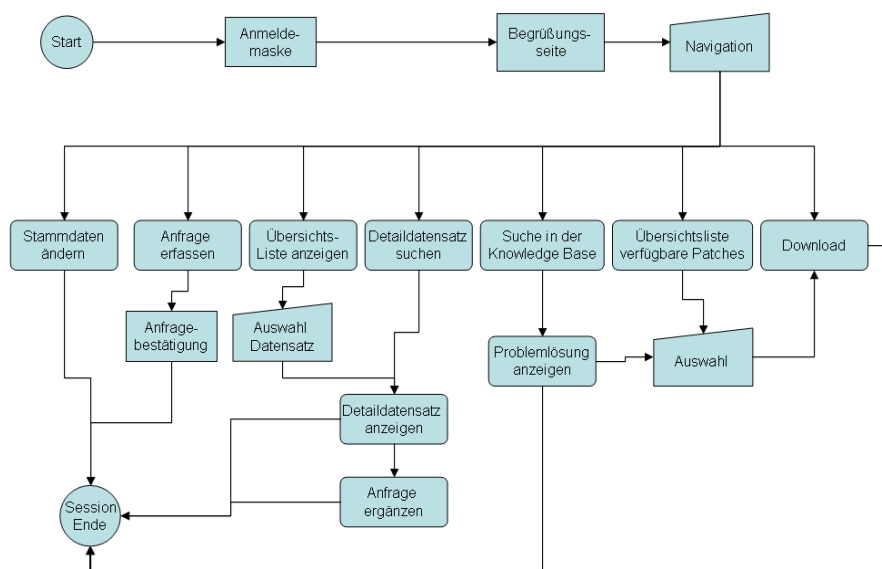 Start
Anmelde-
maske
Begrüßungs-
seite
Navigation
Stammdaten
ändern
Anfrage
erfassen
Übersichts-
Liste anzeigen
Detaildatensatz
suchen
Suche in der
Knowledge Base
Übersichtsliste
verfügbare Patches
Download
Anfrage-
bestätigung
Auswahl
Datensatz
Problemlösung
anzeigen
Auswahl
Detaildatensatz
anzeigen
Anfrage
ergänzen
Session
Ende